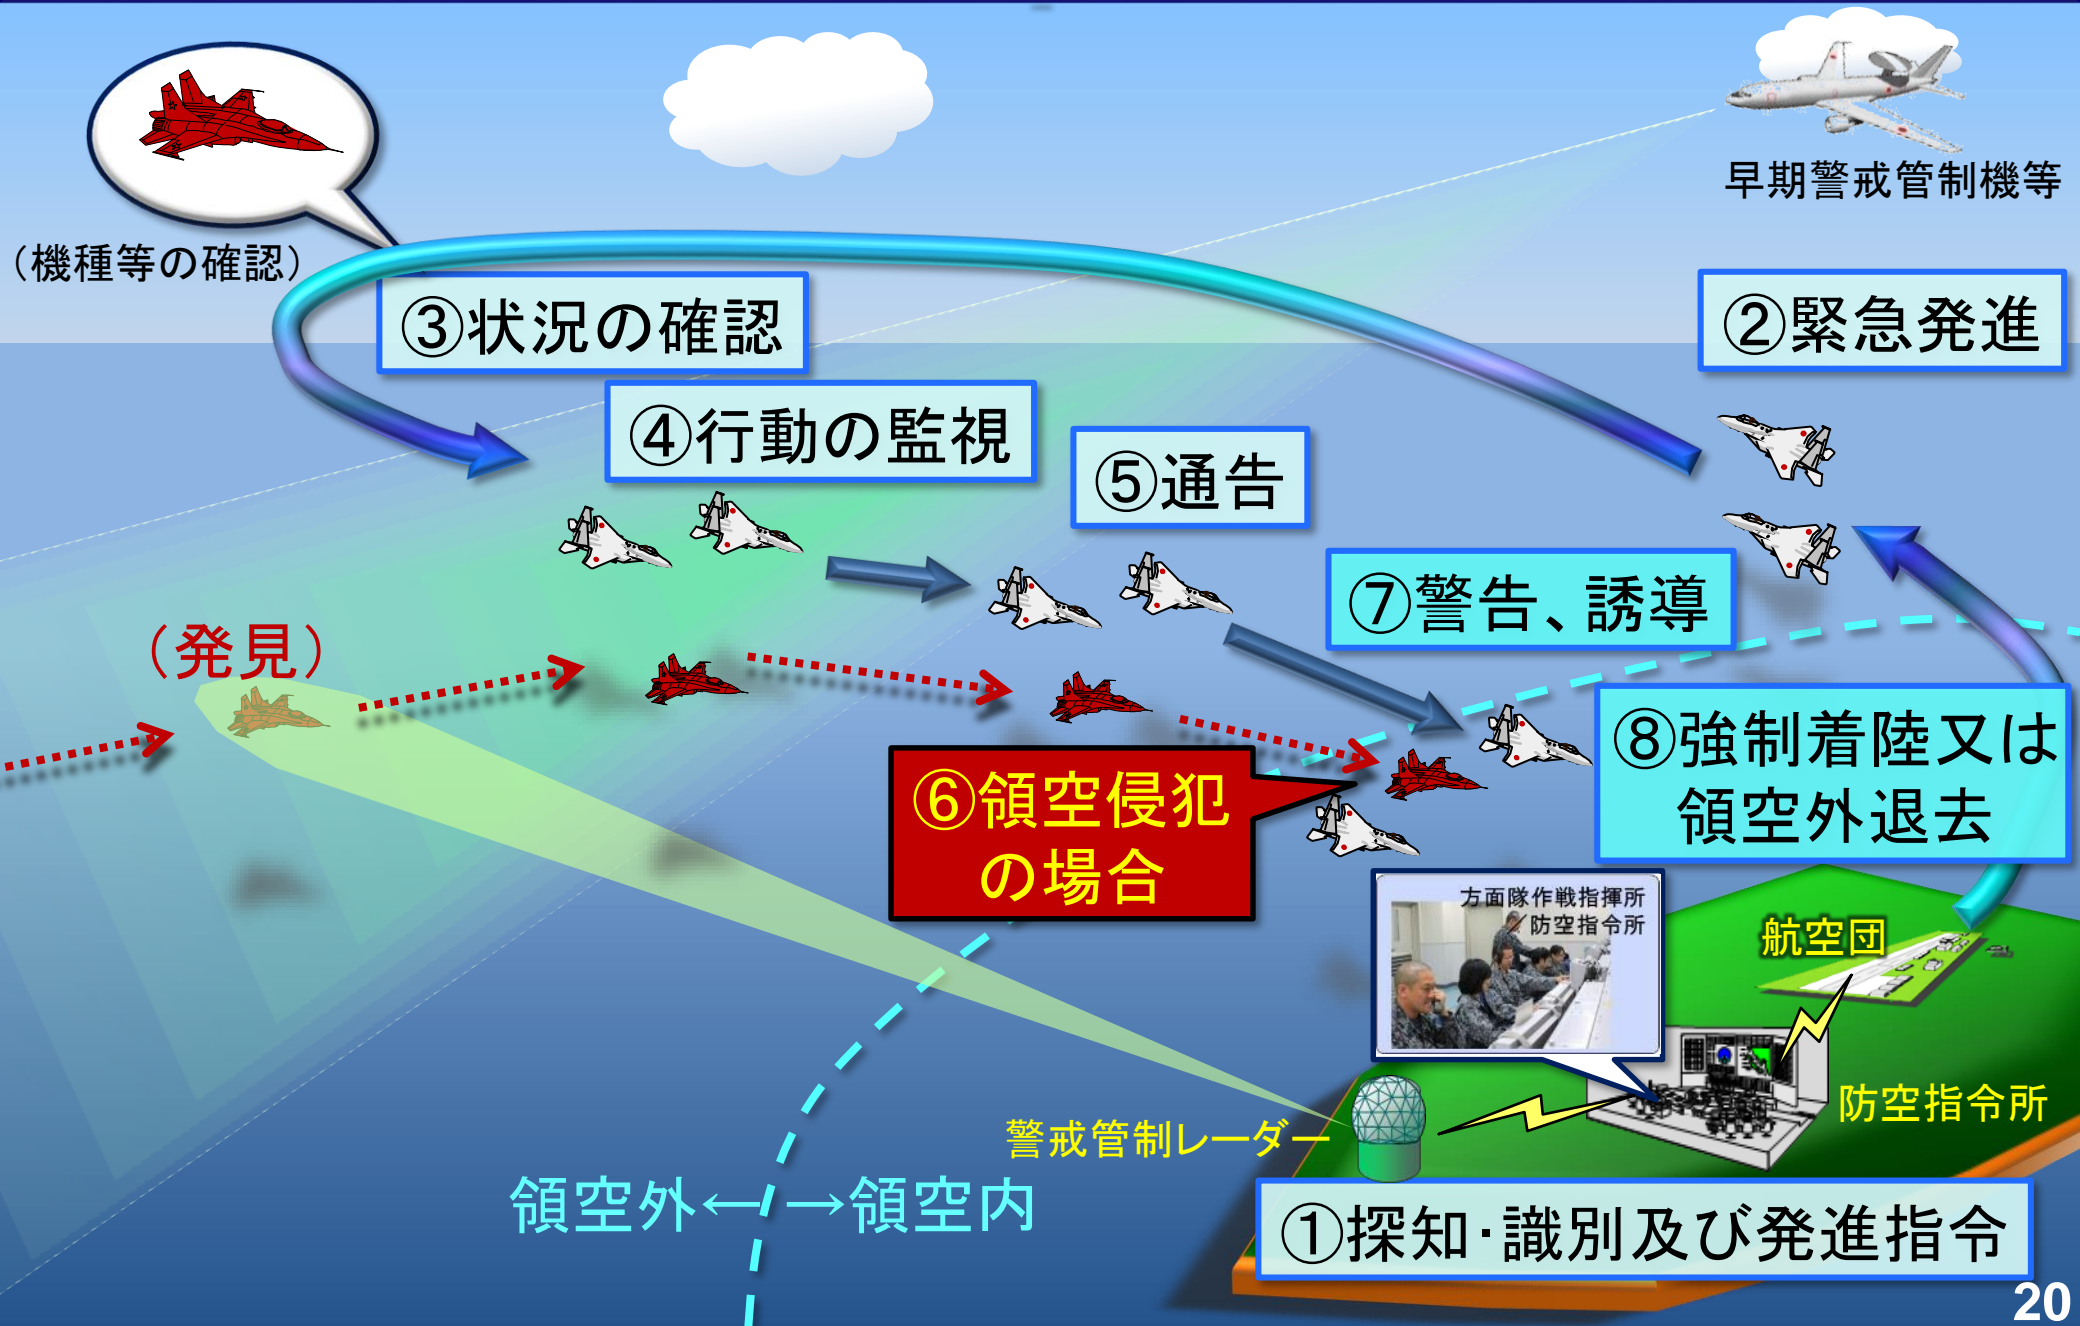 早期警戒管制機等
（機種等の確認）
③状況の確認
②緊急発進
④行動の監視
⑤通告
⑦警告、誘導
（発見）
⑧強制着陸又は
領空外退去
⑥領空侵犯
の場合
方面隊作戦指揮所
防空指令所
航空団
防空指令所
警戒管制レーダー
領空外←→領空内
①探知･識別及び発進指令
20